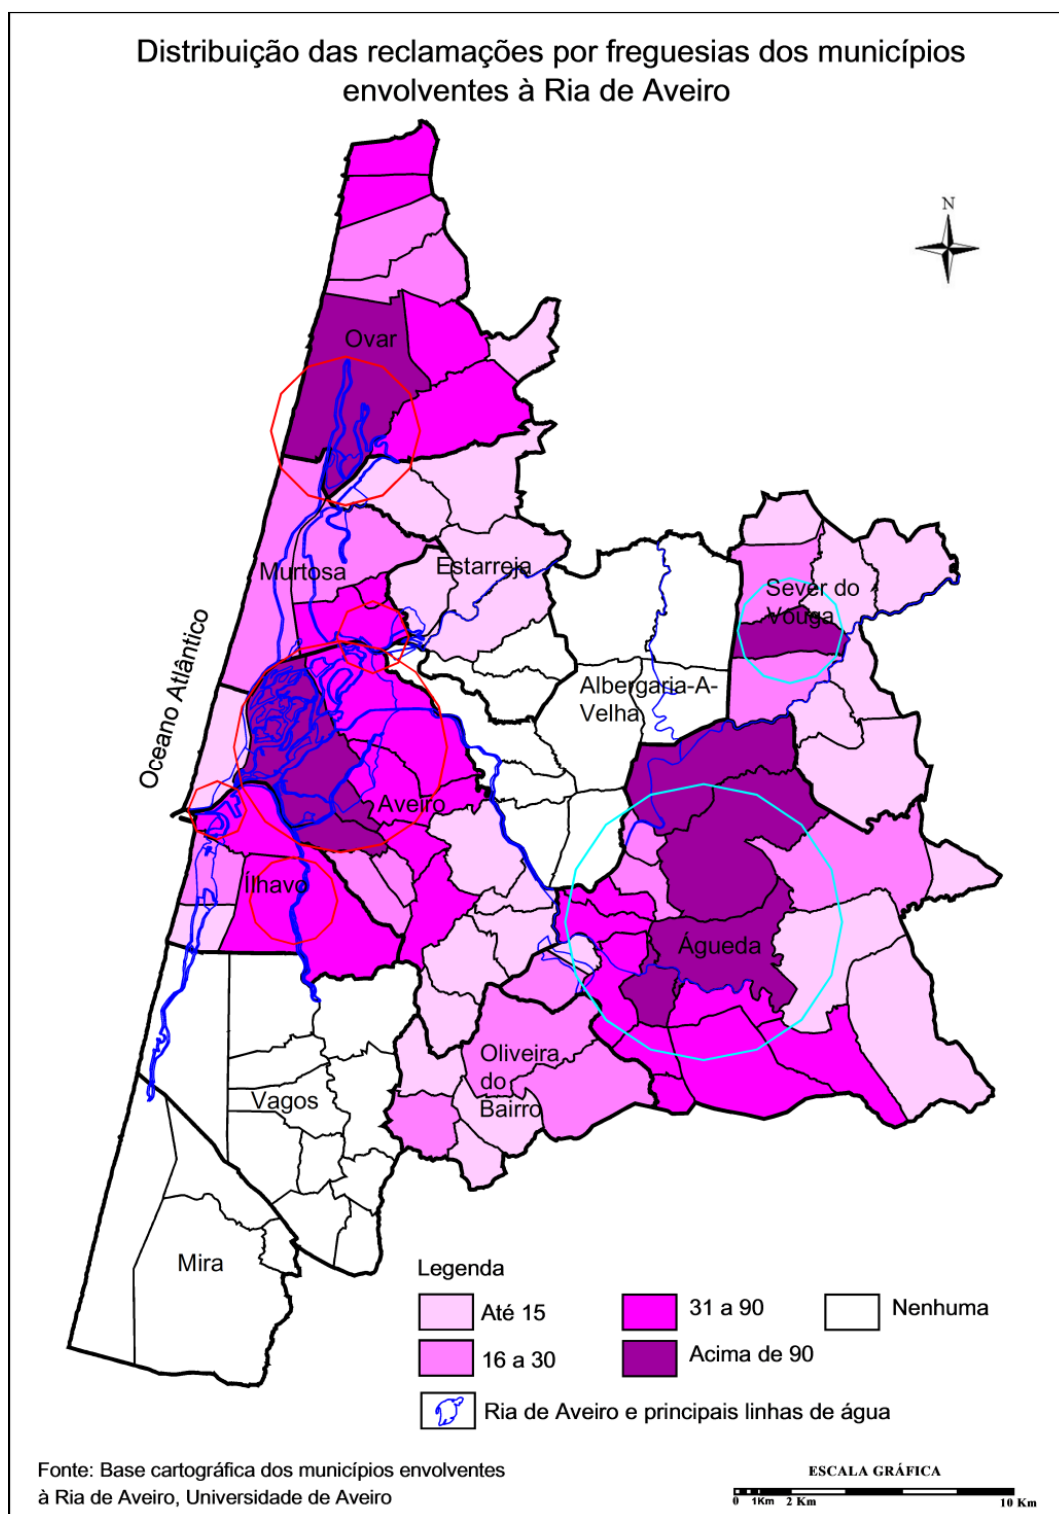 Distribuição das reclamações por freguesias dos municípios
envolventes à Ria de Aveiro
N
Ovar
Murtosa
Estarreja
Sever do
Vouga
Oceano Atlântico
Albergaria-A-
Velha
Aveiro
Ílhavo
Águeda
Oliveira
do
Bairro
Vagos
Mira
Legenda
Até 15
31 a 90
Nenhuma
16 a 30
Acima de 90
Ria de Aveiro e principais linhas de água
Fonte: Base cartográfica dos municípios envolventes
à Ria de Aveiro, Universidade de Aveiro
ESCALA GRÁFICA
0 1Km 2 Km 10 Km